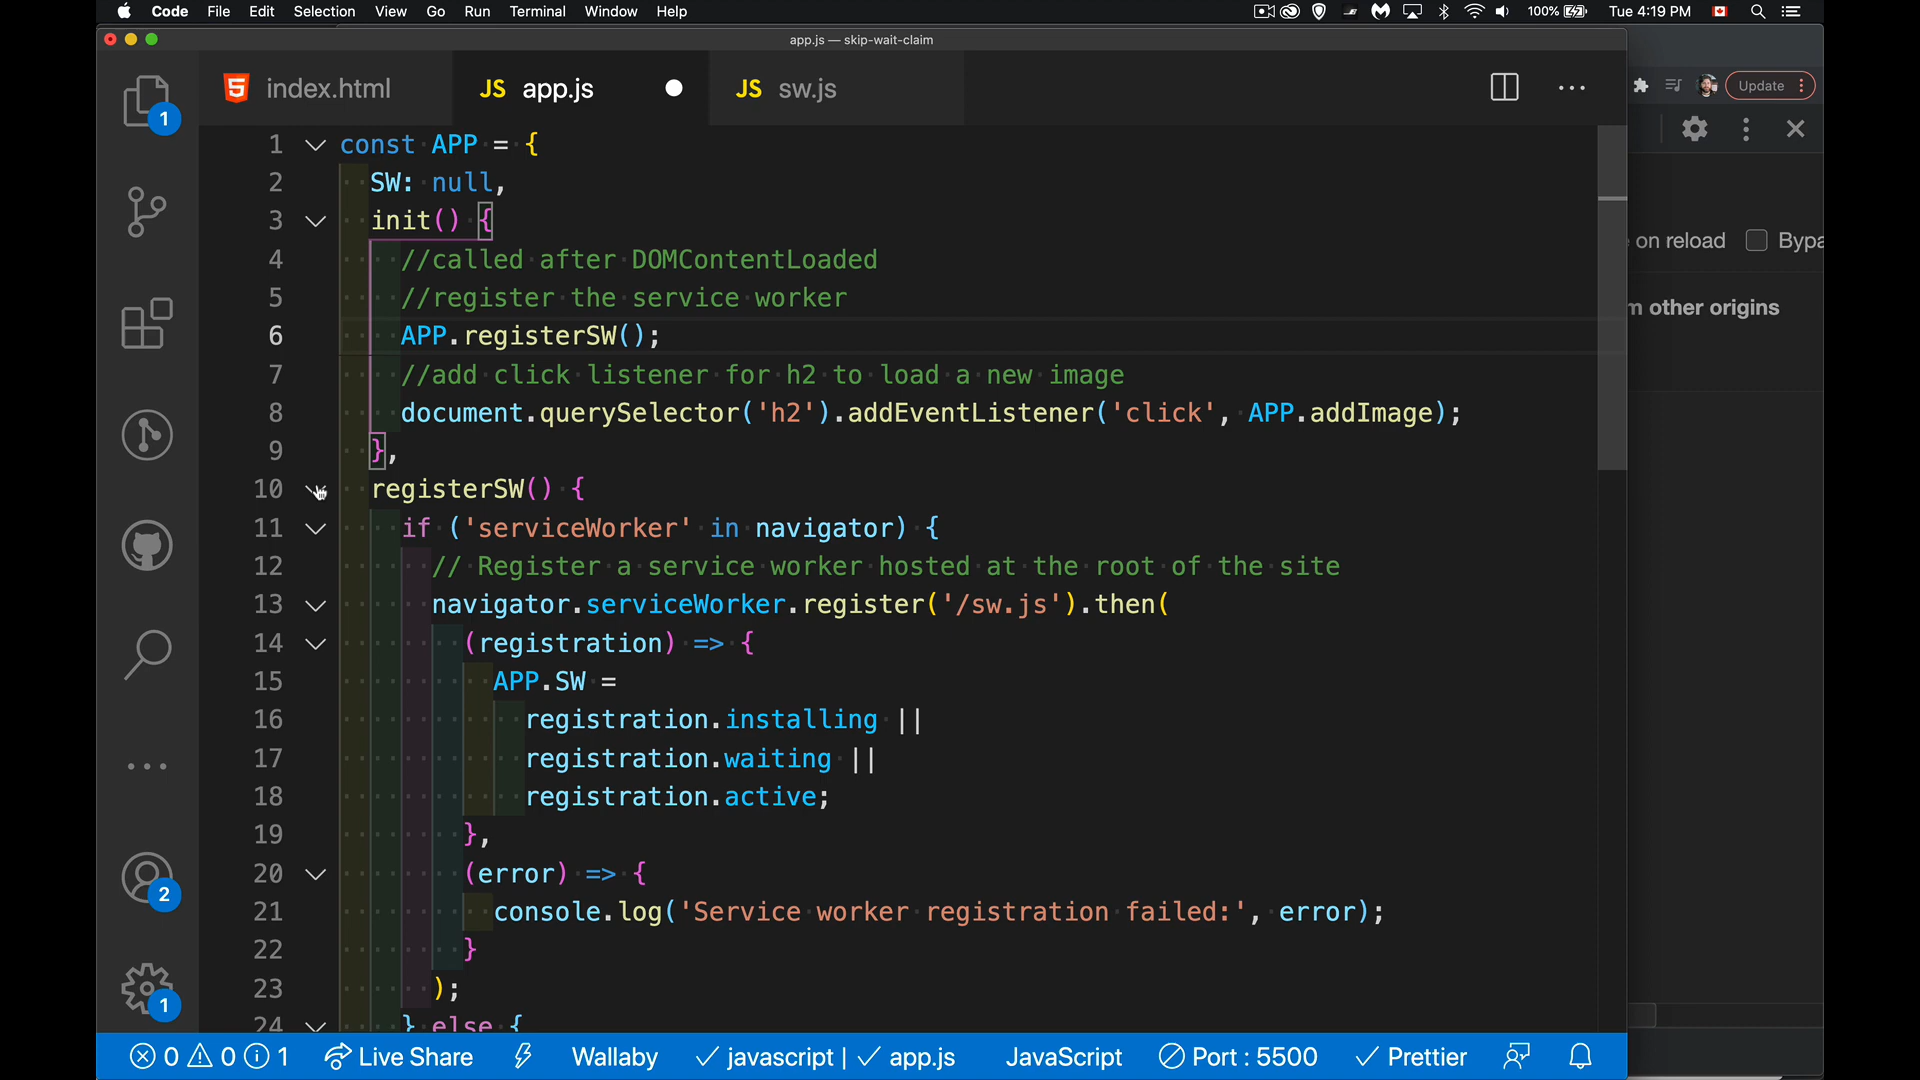 Code File Edit Selection View Go Run Terminal Window Help 100% Tue 4:19 PM
app.js — skip-wait-claim
index.html JS app.js JS sw.js
Update
1 const APP = {
2 SW: null,
3 init() {
4 //called after DOMContentLoaded
5 //register the service worker
6 APP.registerSW();
7 //add click listener for h2 to load a new image
8 document.querySelector('h2').addEventListener('click', APP.addImage);
9 },
10 registerSW() {
11 if ('serviceWorker' in navigator) {
12 // Register a service worker hosted at the root of the site
13 navigator.serviceWorker.register('/sw.js').then(
14 (registration) => {
15 APP.SW =
16 registration.installing ||
17 registration.waiting ||
18 registration.active;
19 },
20 (error) => {
21 console.log('Service worker registration failed:', error);
22 }
23 );
24 } else {
e on reload Bypa
m other origins
1
2
1
0 0 1 Live Share Wallaby javascript | app.js JavaScript Port : 5500 Prettier